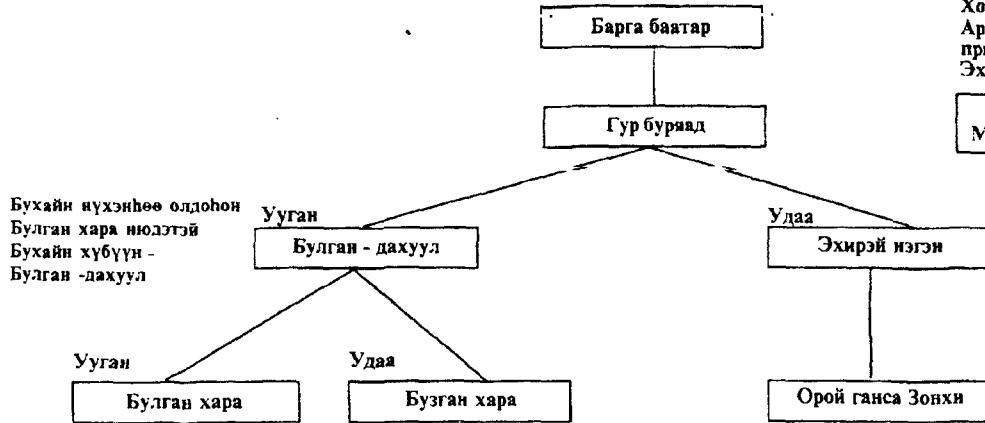 Барга баатар
Гур буряад
Бухайн нүхэнһөө олдоһон
Булган хара нюдэтэй
Бухайн хүбүүн -
Булган -дахуул
Ууган
Булган - дахуул
Удаа
Эхирэй нэгэн
Ууган
Булган хара
Удаа
Бузган хара
Орой ганса Зонхи